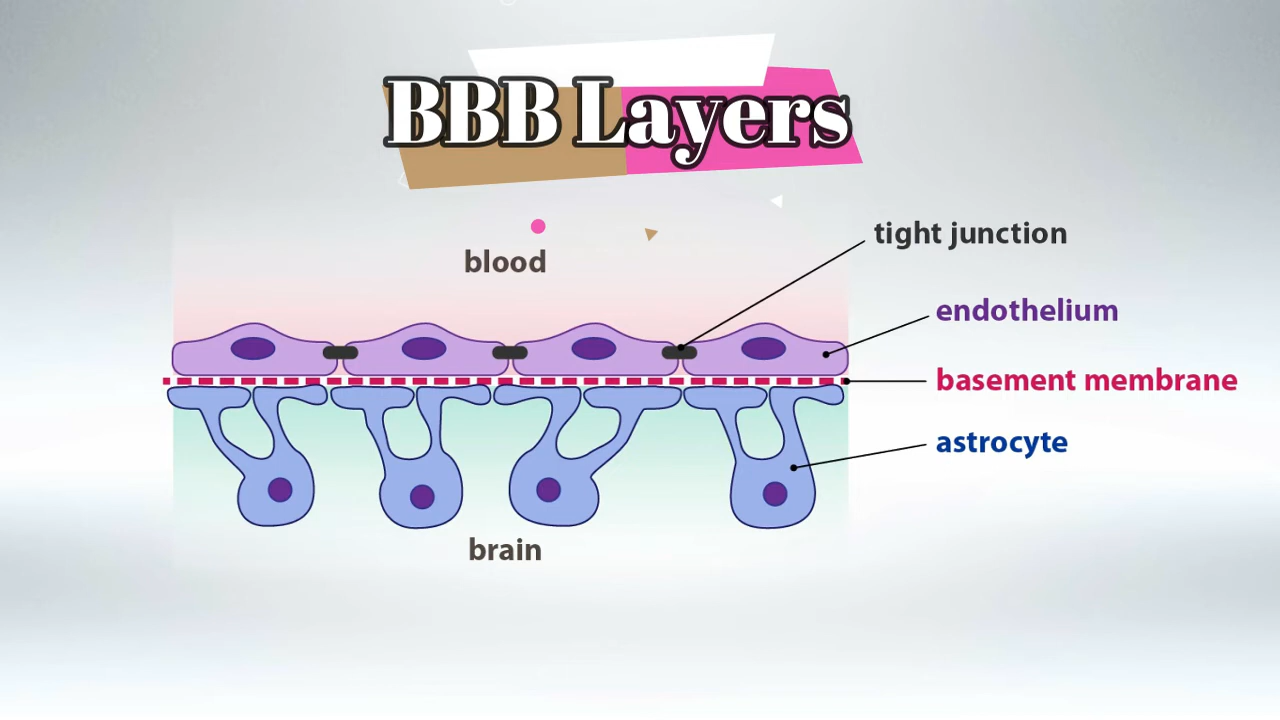 BBB Layers
tight junction
blood
endothelium
basement membrane
astrocyte
brain